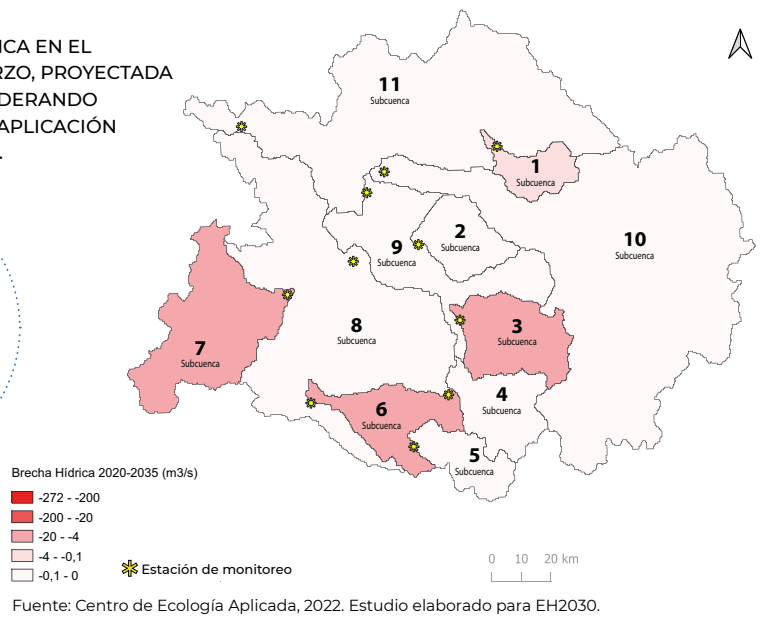 ICA EN EL
RZO, PROYECTADA
DERANDO
APLICACIÓN
.
11
Subcuenca
1
Subcuenca
2
Subcuenca
10
Subcuenca
9
Subcuenca
3
Subcuenca
8
Subcuenca
7
Subcuenca
4
Subcuenca
6
Subcuenca
5
Subcuenca
Brecha Hídrica 2020-2035 (m3/s)
-272 - -200
-200 - -20
-20 - -4
-4 - -0,1
-0,1 - 0
Estación de monitoreo
0 10 20 km
Fuente: Centro de Ecología Aplicada, 2022. Estudio elaborado para EH2030.